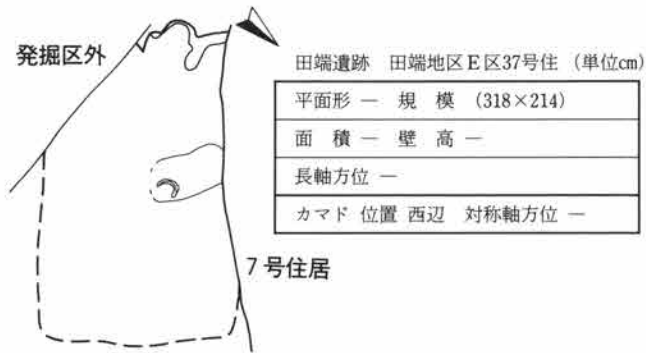 発掘区外
田端遺跡 田端地区E区37号住 (単位cm)
平面形 ― 規 模 (318×214)
面 積 ― 壁 高 ―
長軸方位 ―
カマド 位置 西辺 対称軸方位 ―
7号住居